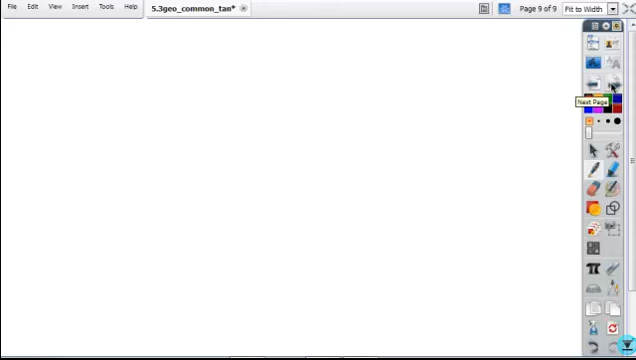 File Edit View Insert Tools Help 5.3geo_common_tan* Page 9 of 9 Fit to Width
Next Page